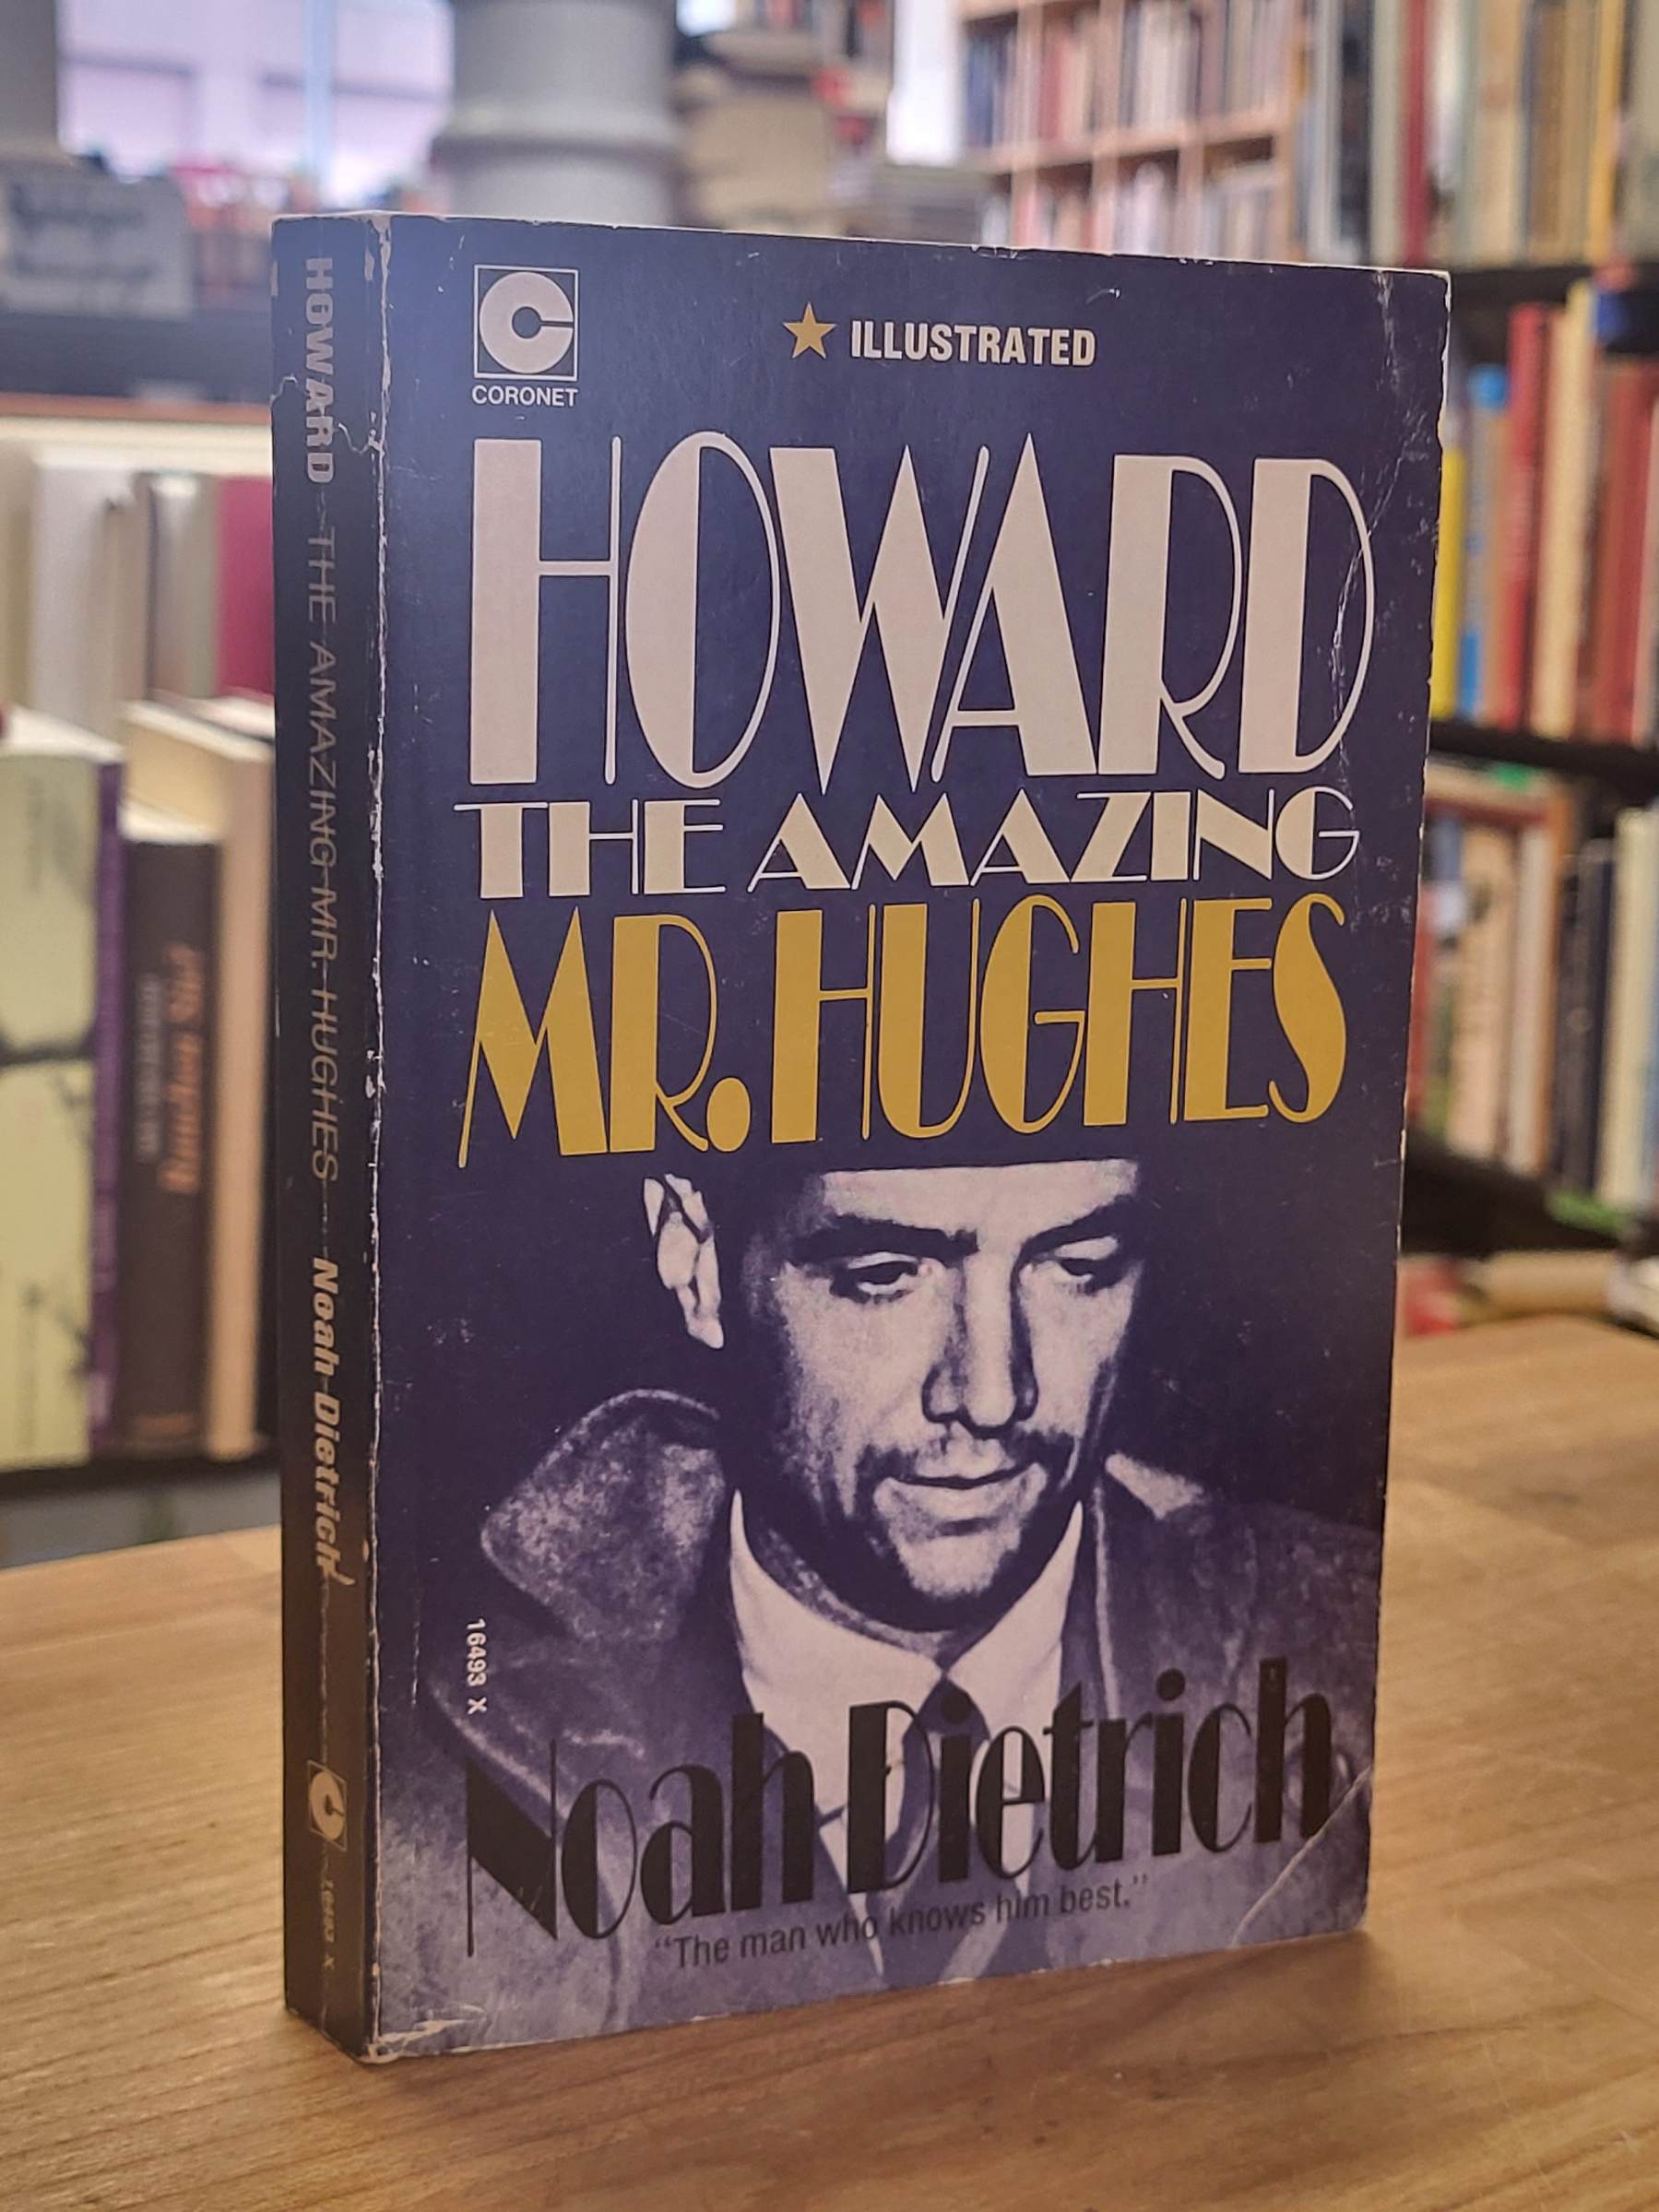 HOWARD THE AMAZING MR. HUGHES Noah Dietrich
16493 X
CORONET
ILLUSTRATED
HOWARD
THE AMAZING
MR. HUGHES
16493 X
Noah Dietrich
"The man who knows him best."